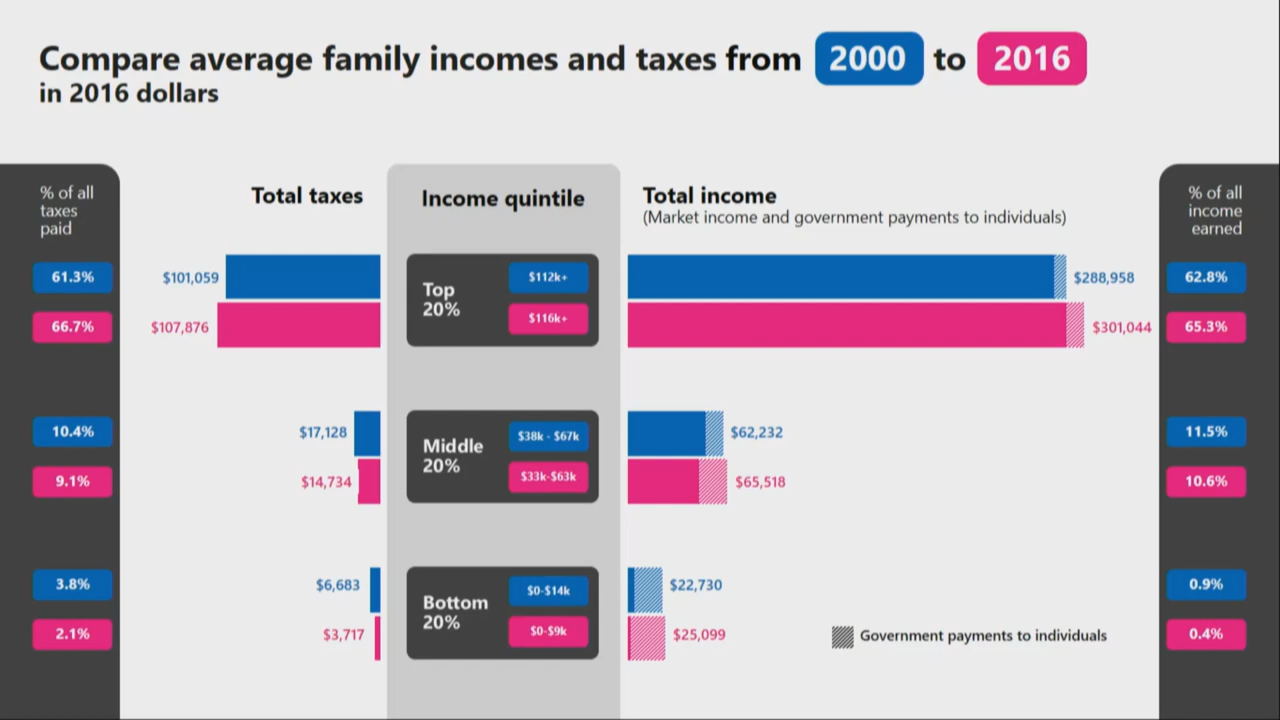 Compare average family incomes and taxes from 2000 to 2016
in 2016 dollars
% of all
taxes
paid
Total taxes
Income quintile
Total income
(Market income and government payments to individuals)
% of all
income
earned
61.3%
$101,059
Top
20%
$112k+
$288,958
62.8%
66.7%
$107,876
$116k+
$301,044
65.3%
10.4%
$17,128
Middle
20%
$38k - $67k
$62,232
11.5%
9.1%
$14,734
$33k-$63k
$65,518
10.6%
3.8%
$6,683
Bottom
20%
$0-$14k
$22,730
0.9%
2.1%
$3,717
$0-$9k
$25,099
Government payments to individuals
0.4%